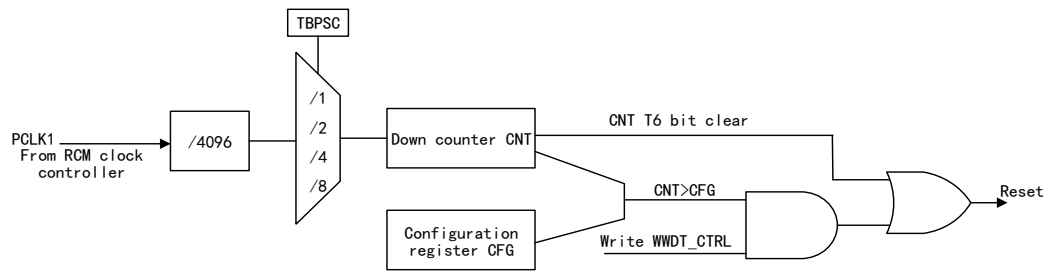 TBPSC
/1
/2
/4
/8
PCLK1
From RCM clock
controller
/4096
Down counter CNT
CNT T6 bit clear
CNT>CFG
Configuration
register CFG
Write WWDT_CTRL
Reset